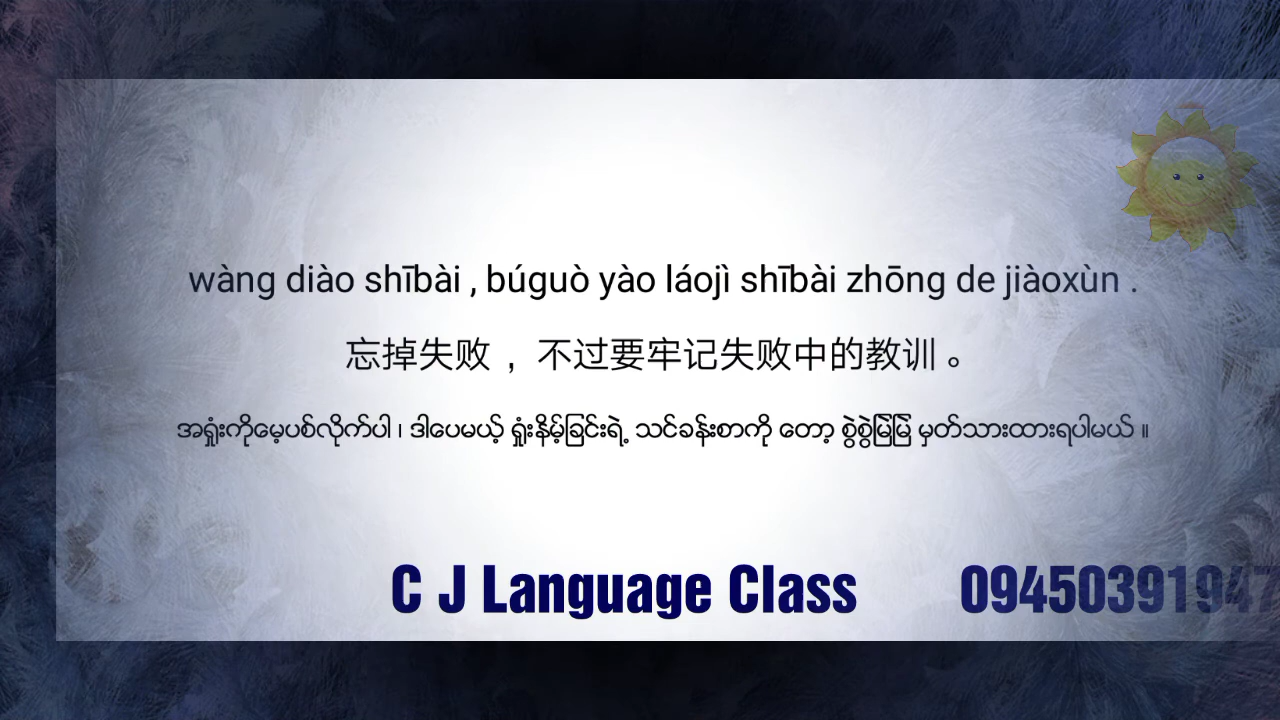 wàng diào shībài , búguò yào láojì shībài zhōng de jiàoxùn .
忘掉失败 ，不过要牢记失败中的教训 。
အရှုံးကိုမေ့ပစ်လိုက်ပါ ၊ ဒါပေမယ့် ရှုံးနိမ့်ခြင်းရဲ့ သင်ခန်းစာကို တော့ စွဲစွဲမြဲမြဲ မှတ်သားထားရပါမယ် ။
C J Language Class 09450391947